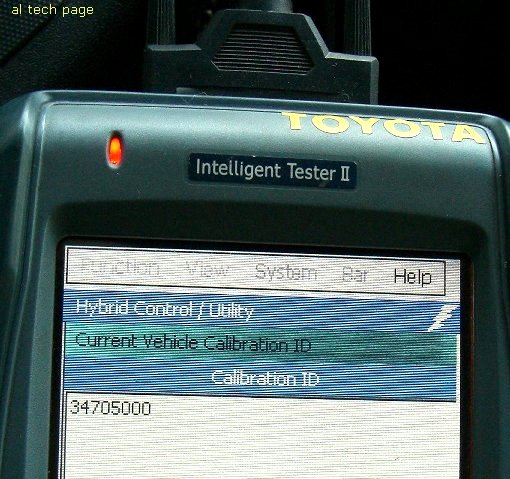 al tech page
TOYOTA
Intelligent Tester II
Function View System Bar Help
Hybrid Control / Utility
Current Vehicle Calibration ID
Calibration ID
34705000